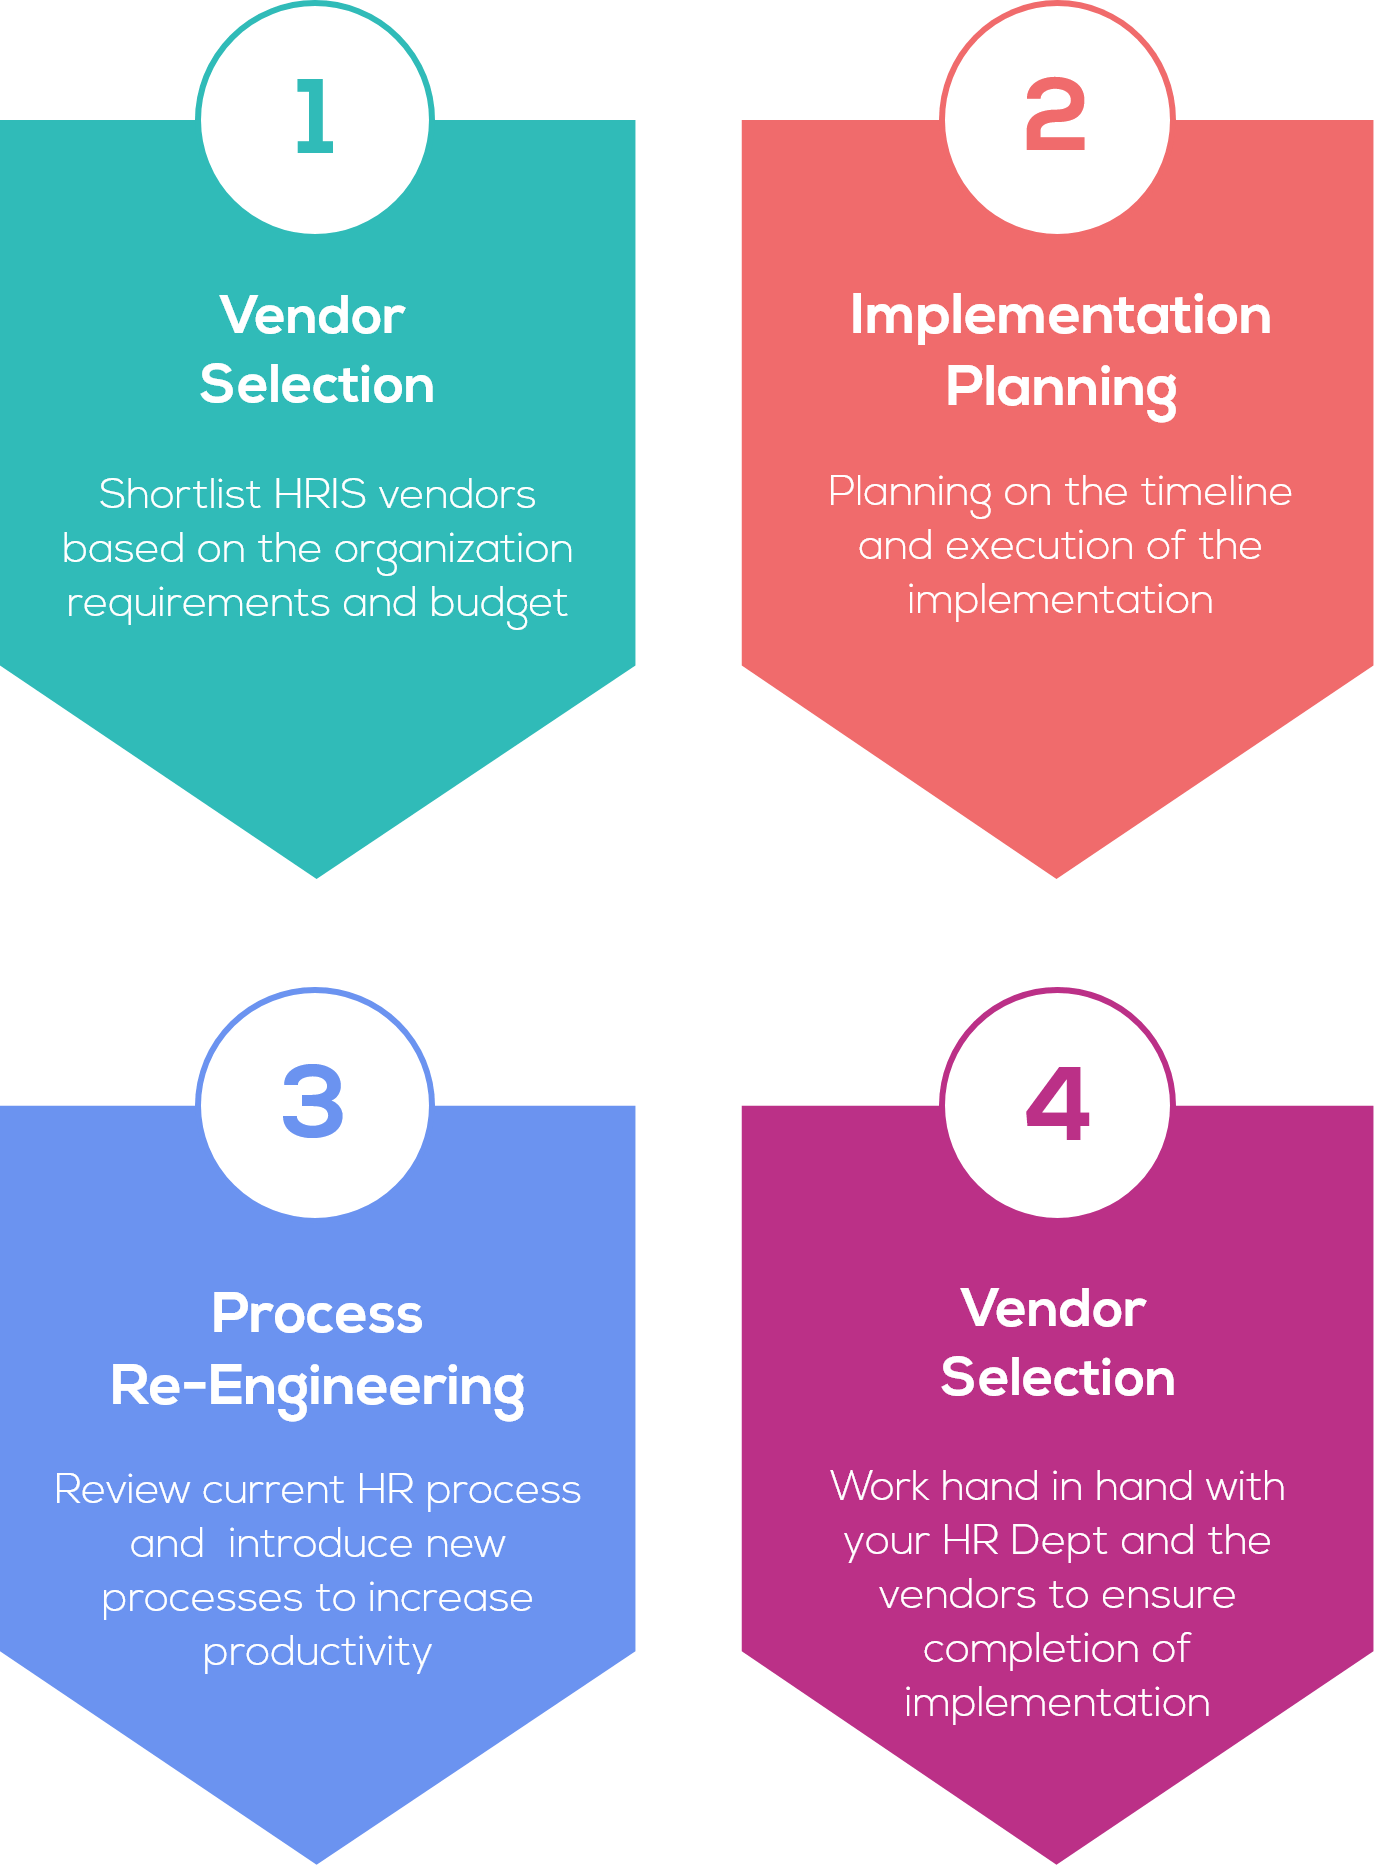 1
Vendor
Selection
Shortlist HRIS vendors
based on the organization
requirements and budget
2
Implementation
Planning
Planning on the timeline
and execution of the
implementation
3
Process
Re-Engineering
Review current HR process
and  introduce new
processes to increase
productivity
4
Vendor
Selection
Work hand in hand with
your HR Dept and the
vendors to ensure
completion of
implementation